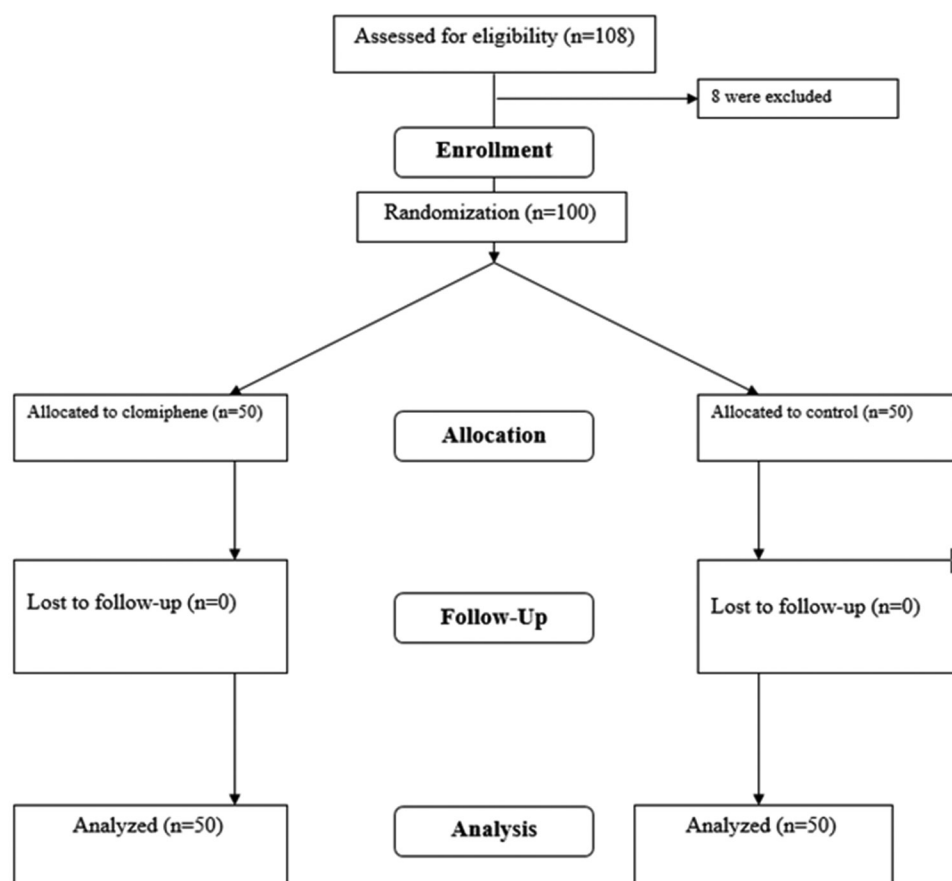 Assessed for eligibility (n=108)
8 were excluded
Enrollment
Randomization (n=100)
Allocated to clomiphene (n=50)
Allocation
Allocated to control (n=50)
Lost to follow-up (n=0)
Follow-Up
Lost to follow-up (n=0)
Analyzed (n=50)
Analysis
Analyzed (n=50)